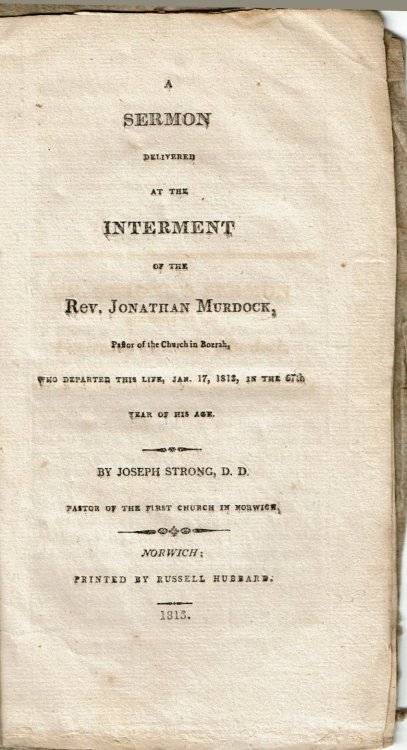 A
SERMON
DELIVERED
AT THE
INTERMENT
OF THE
REV. JONATHAN MURDOCK,
Paſtor of the Church in Bozrah,
WHO DEPARTED THIS LIFE, JAN. 17, 1812, IN THE 67th
YEAR OF HIS AGE.
BY JOSEPH STRONG, D. D.
PASTOR OF THE FIRST CHURCH IN NORWICH.
NORWICH:
PRINTED BY RUSSELL HUBBARD.
1813.